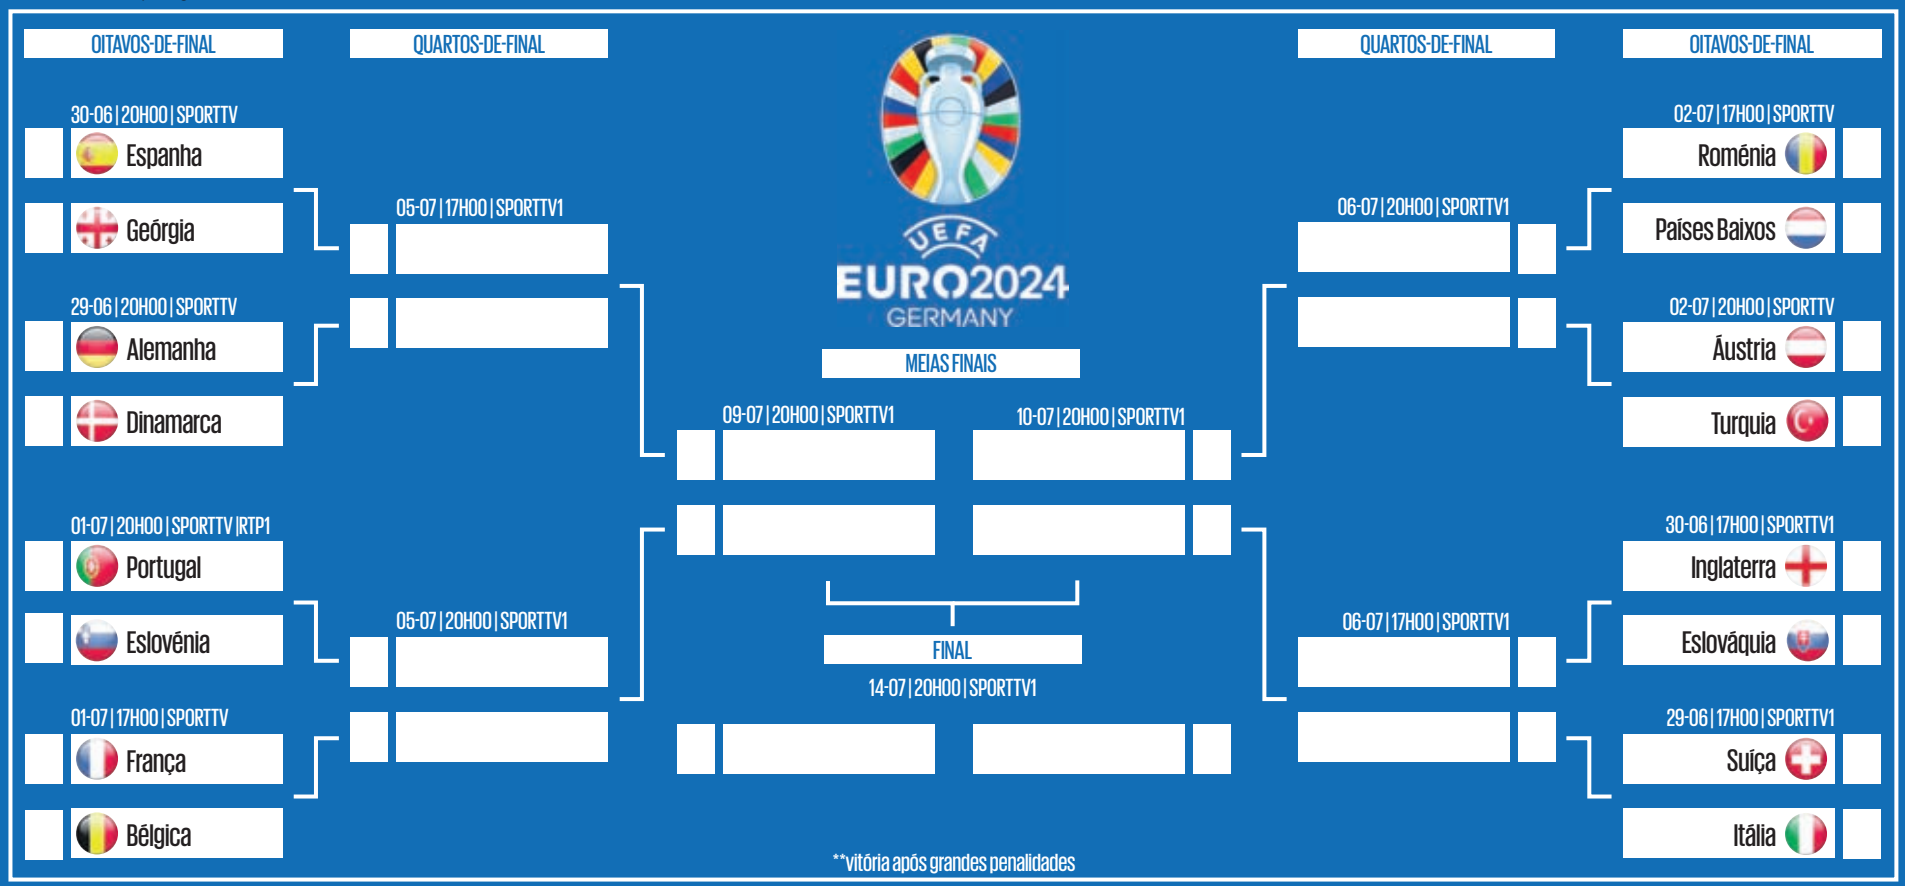 OITAVOS-DE-FINAL
QUARTOS-DE-FINAL
QUARTOS-DE-FINAL
OITAVOS-DE-FINAL
30-06 | 20H00 | SPORTTV
Espanha
Geórgia
29-06 | 20H00 | SPORTTV
Alemanha
Dinamarca
01-07 | 20H00 | SPORTTV |RTP1
Portugal
Eslovénia
01-07 | 17H00 | SPORTTV
França
Bélgica
05-07 | 17H00 | SPORTTV1
05-07 | 20H00 | SPORTTV1
UEFA
EURO2024
GERMANY
MEIAS FINAIS
09-07 | 20H00 | SPORTTV1
10-07 | 20H00 | SPORTTV1
FINAL
14-07 | 20H00 | SPORTTV1
**vitória após grandes penalidades
06-07 | 20H00 | SPORTTV1
06-07 | 17H00 | SPORTTV1
02-07 | 17H00 | SPORTTV
Roménia
Países Baixos
02-07 | 20H00 | SPORTTV
Áustria
Turquia
30-06 | 17H00 | SPORTTV1
Inglaterra
Eslováquia
29-06 | 17H00 | SPORTTV1
Suíça
Itália